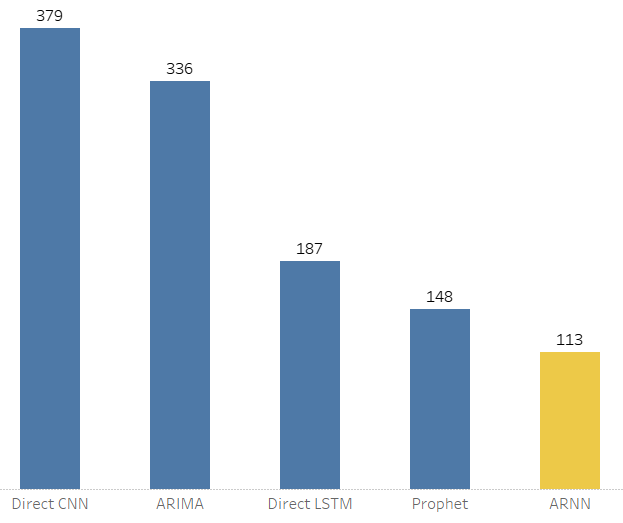 379
336
187
148
113
Direct CNN
ARIMA
Direct LSTM
Prophet
ARNN